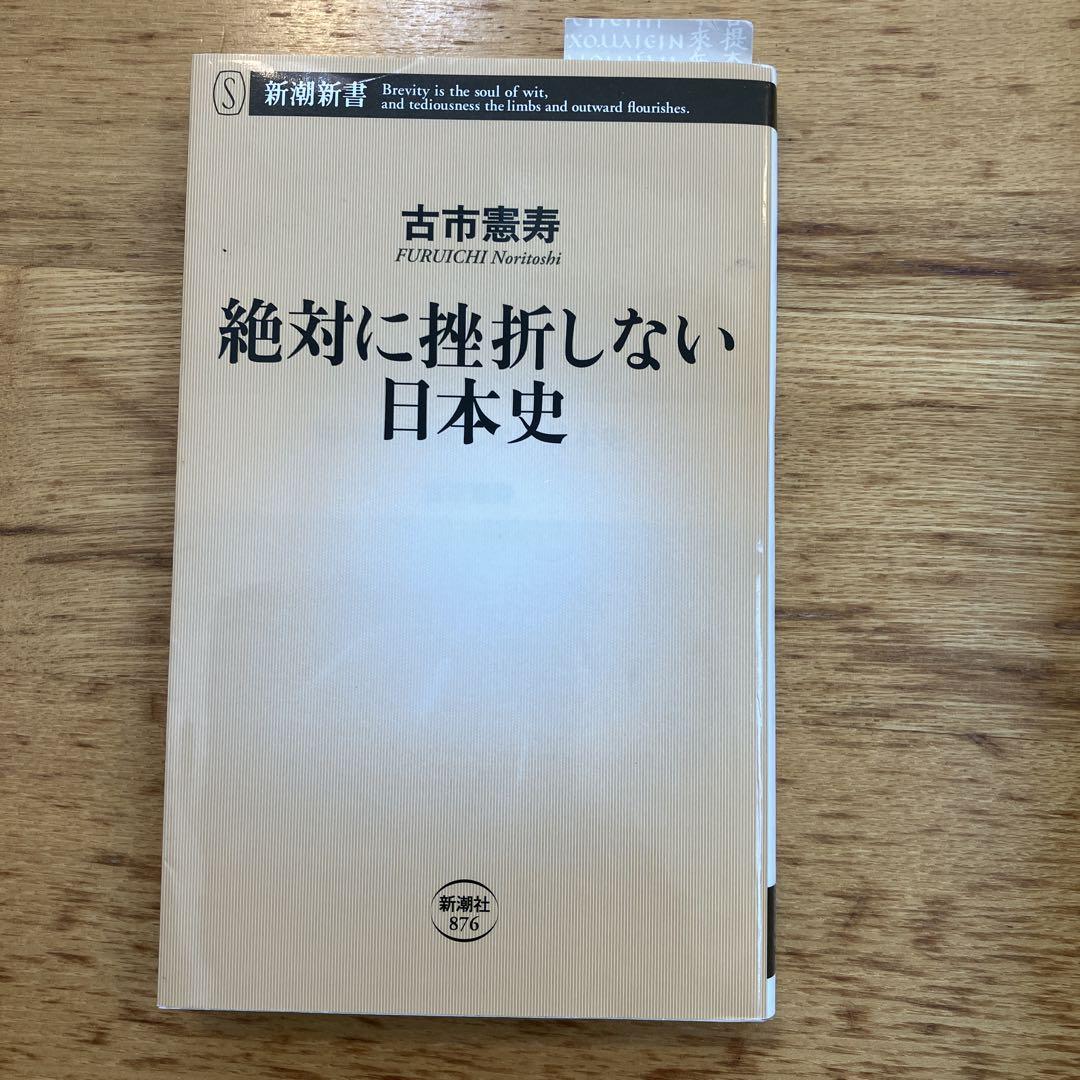 S 新潮新書
Brevity is the soul of wit,
and tediousness the limbs and outward flourishes.
古市憲寿
FURUICHI Noritoshi
絶対に挫折しない
日本史
新潮社
876